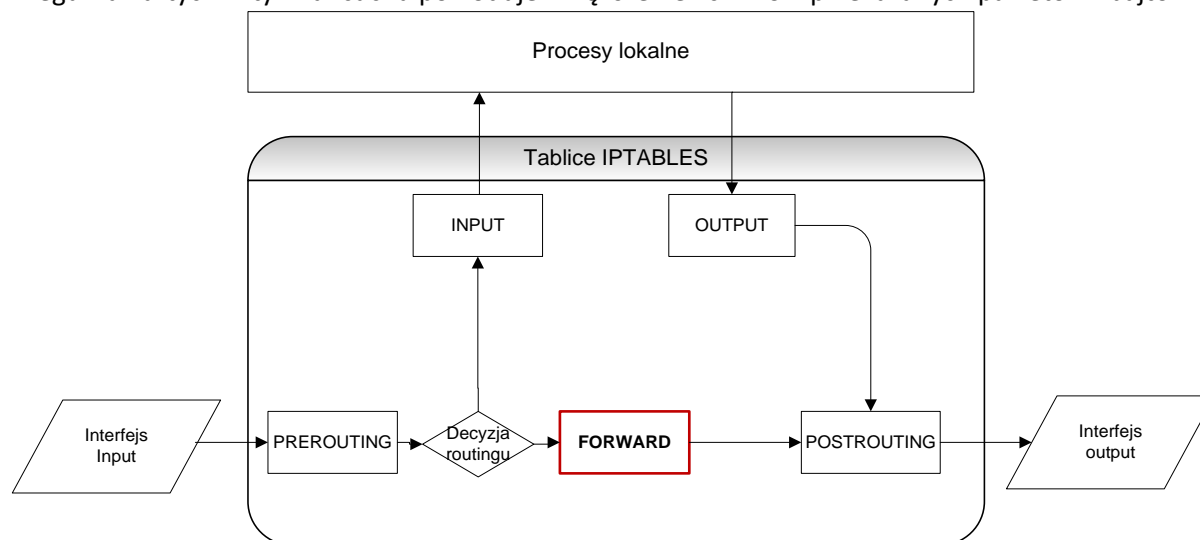 Procesy lokalne
Tablice IPTABLES
INPUT
OUTPUT
Interfejs
Input
PREROUTING
Decyzja
routingu
FORWARD
POSTROUTING
Interfejs
output